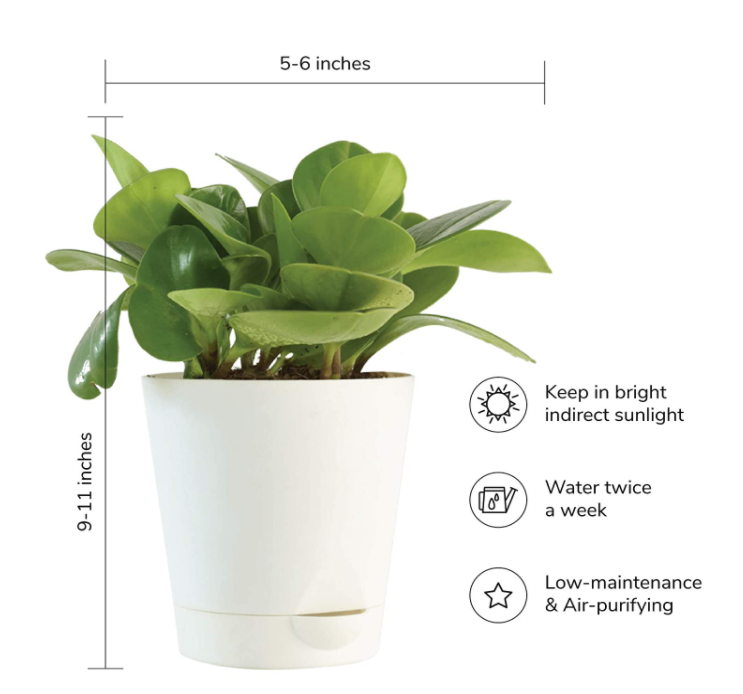 5-6 inches
9-11 inches
Keep in bright
indirect sunlight
Water twice
a week
Low-maintenance
& Air-purifying